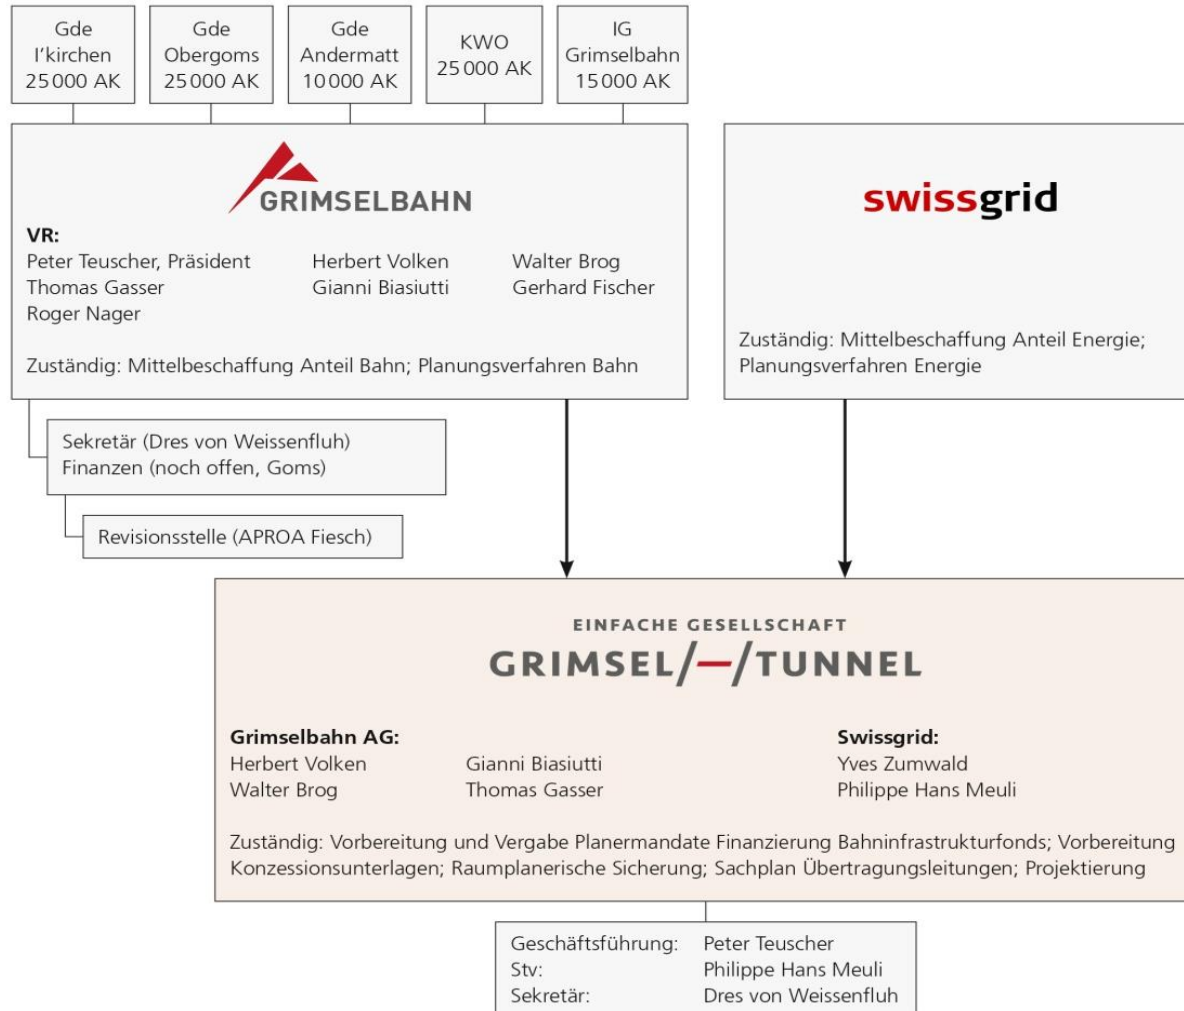 Gde
I'kirchen
25 000 AK
Gde
Obergoms
25 000 AK
Gde
Andermatt
10 000 AK
KWO
25 000 AK
IG
Grimselbahn
15 000 AK
GRIMSELBAHN
VR:
Peter Teuscher, Präsident
Thomas Gasser
Roger Nager
Herbert Volken
Gianni Biasiutti
Walter Brog
Gerhard Fischer
Zuständig: Mittelbeschaffung Anteil Bahn; Planungsverfahren Bahn
swissgrid
Zuständig: Mittelbeschaffung Anteil Energie;
Planungsverfahren Energie
Sekretär (Dres von Weissenfluh)
Finanzen (noch offen, Goms)
Revisionsstelle (APROA Fiesch)
EINFACHE GESELLSCHAFT
GRIMSEL/—/TUNNEL
Grimselbahn AG:
Herbert Volken
Walter Brog
Gianni Biasiutti
Thomas Gasser
Swissgrid:
Yves Zumwald
Philippe Hans Meuli
Zuständig: Vorbereitung und Vergabe Planermandate Finanzierung Bahninfrastrukturfonds; Vorbereitung
Konzessionsunterlagen; Raumplanerische Sicherung; Sachplan Übertragungsleitungen; Projektierung
Geschäftsführung: Peter Teuscher
Stv: Philippe Hans Meuli
Sekretär: Dres von Weissenfluh